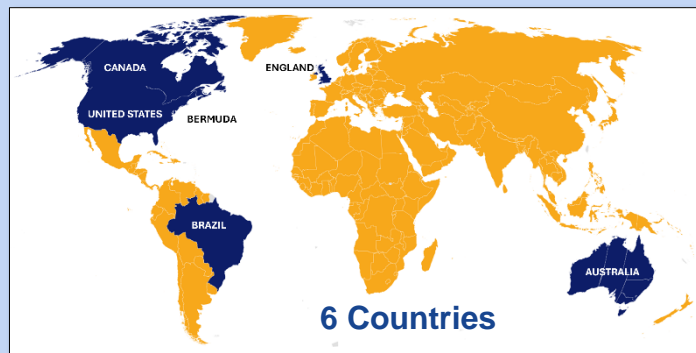 CANADA
ENGLAND
UNITED STATES
BERMUDA
BRAZIL
AUSTRALIA
6 Countries